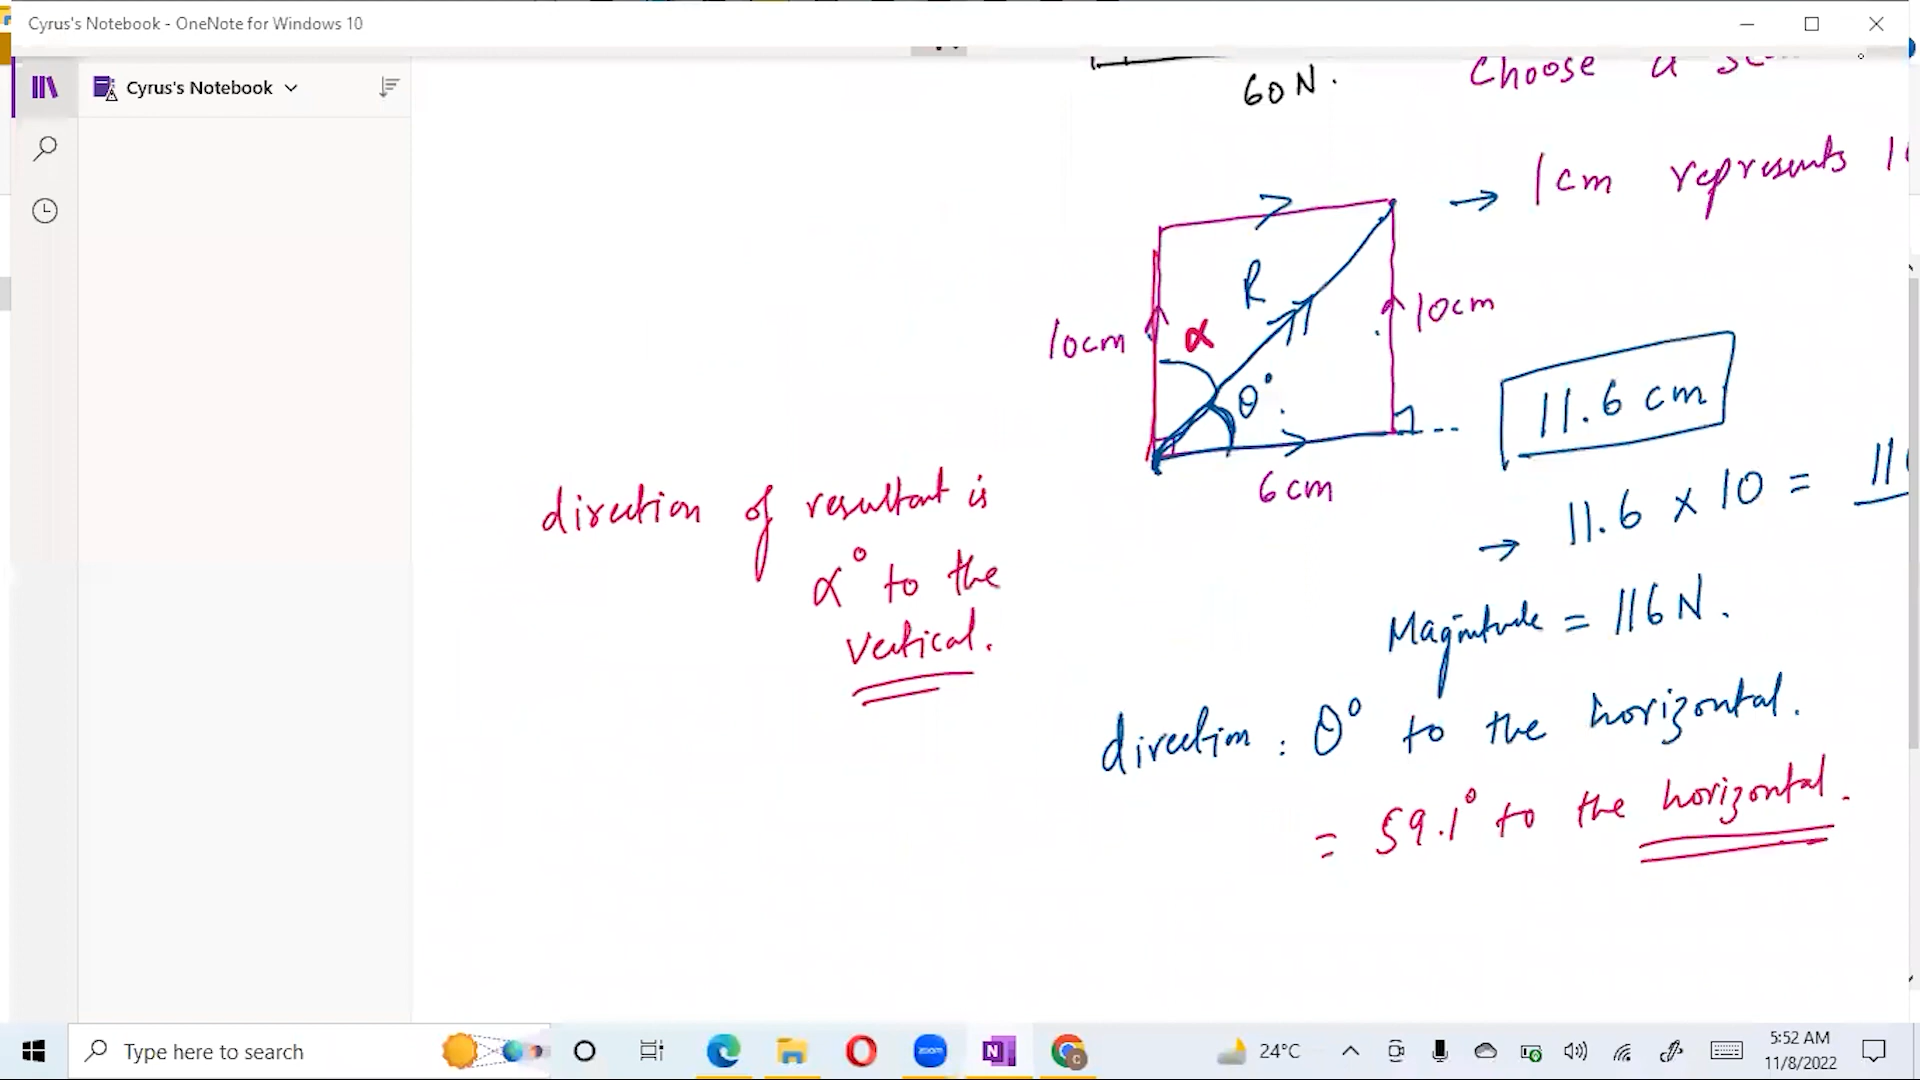 Cyrus's Notebook - OneNote for Windows 10
Cyrus's Notebook
60N.
Choose a
1cm represents
R
10cm
α
10cm
θ°
11.6 cm
6cm
direction of resultant is
α° to the
vertical.
→ 11.6 x 10 =
Magnitude = 116N.
direction: θ° to the horizontal.
= 59.1° to the horizontal.
Type here to search
zoom
N
C
24°C
5:52 AM
11/8/2022